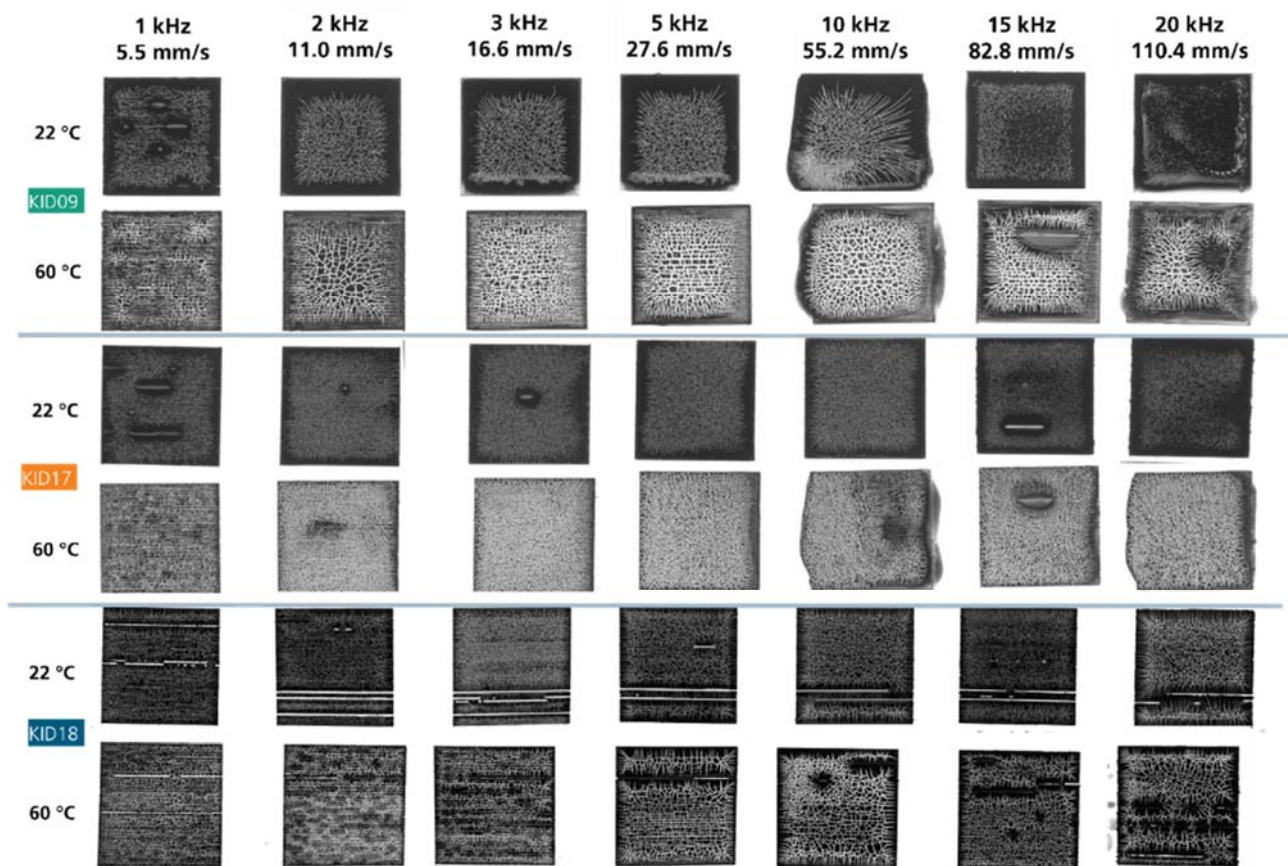 1 kHz 2 kHz 3 kHz 5 kHz 10 kHz 15 kHz 20 kHz
5.5 mm/s 11.0 mm/s 16.6 mm/s 27.6 mm/s 55.2 mm/s 82.8 mm/s 110.4 mm/s
22 °C
KID09
60 °C
22 °C
KID17
60 °C
22 °C
KID18
60 °C